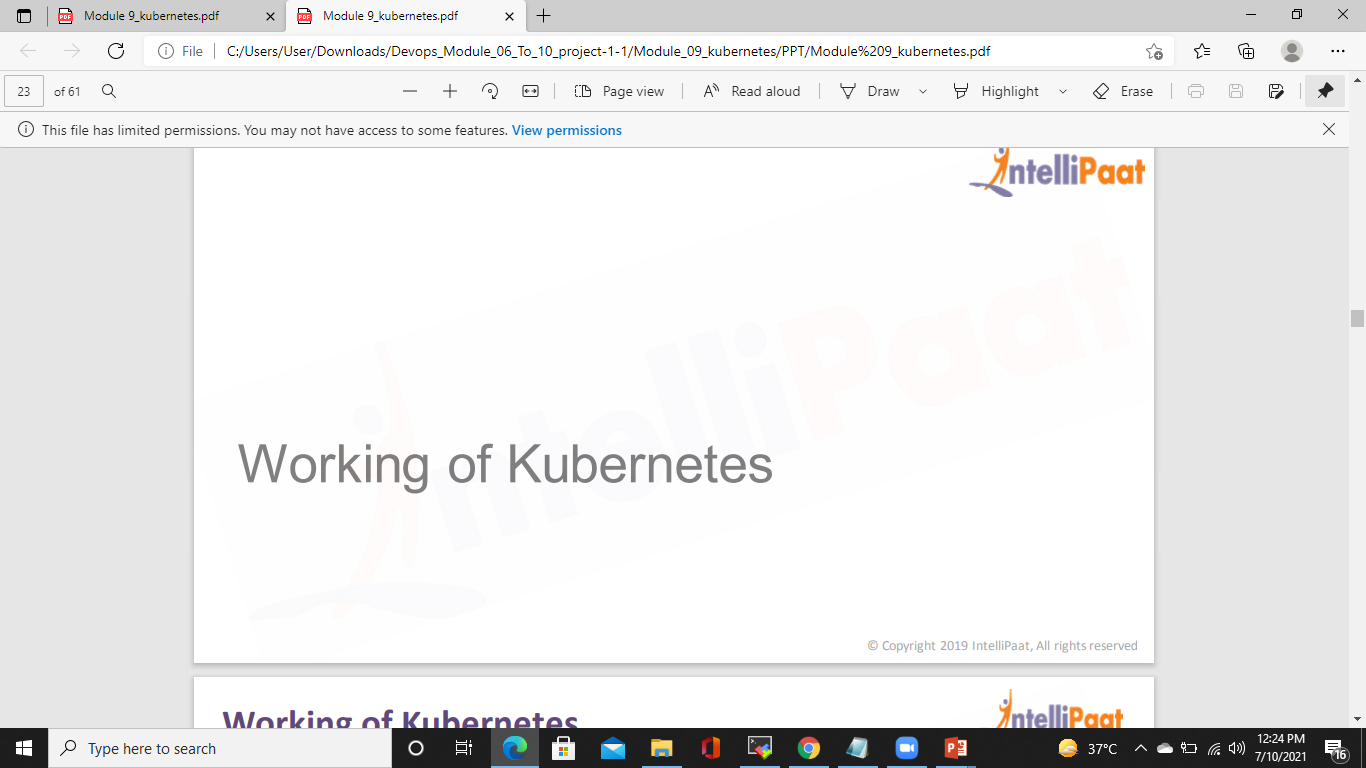 Module 9_kubernetes.pdf
Module 9_kubernetes.pdf
File
C:/Users/User/Downloads/Devops_Module_06_To_10_project-1-1/Module_09_kubernetes/PPT/Module%209_kubernetes.pdf
23 of 61
Page view
Read aloud
Draw
Highlight
Erase
This file has limited permissions. You may not have access to some features. View permissions
IntelliPaat
IntelliPaat
Working of Kubernetes
© Copyright 2019 IntelliPaat, All rights reserved
Working of Kubernetes
IntelliPaat
Type here to search
37°C
12:24 PM
7/10/2021
16